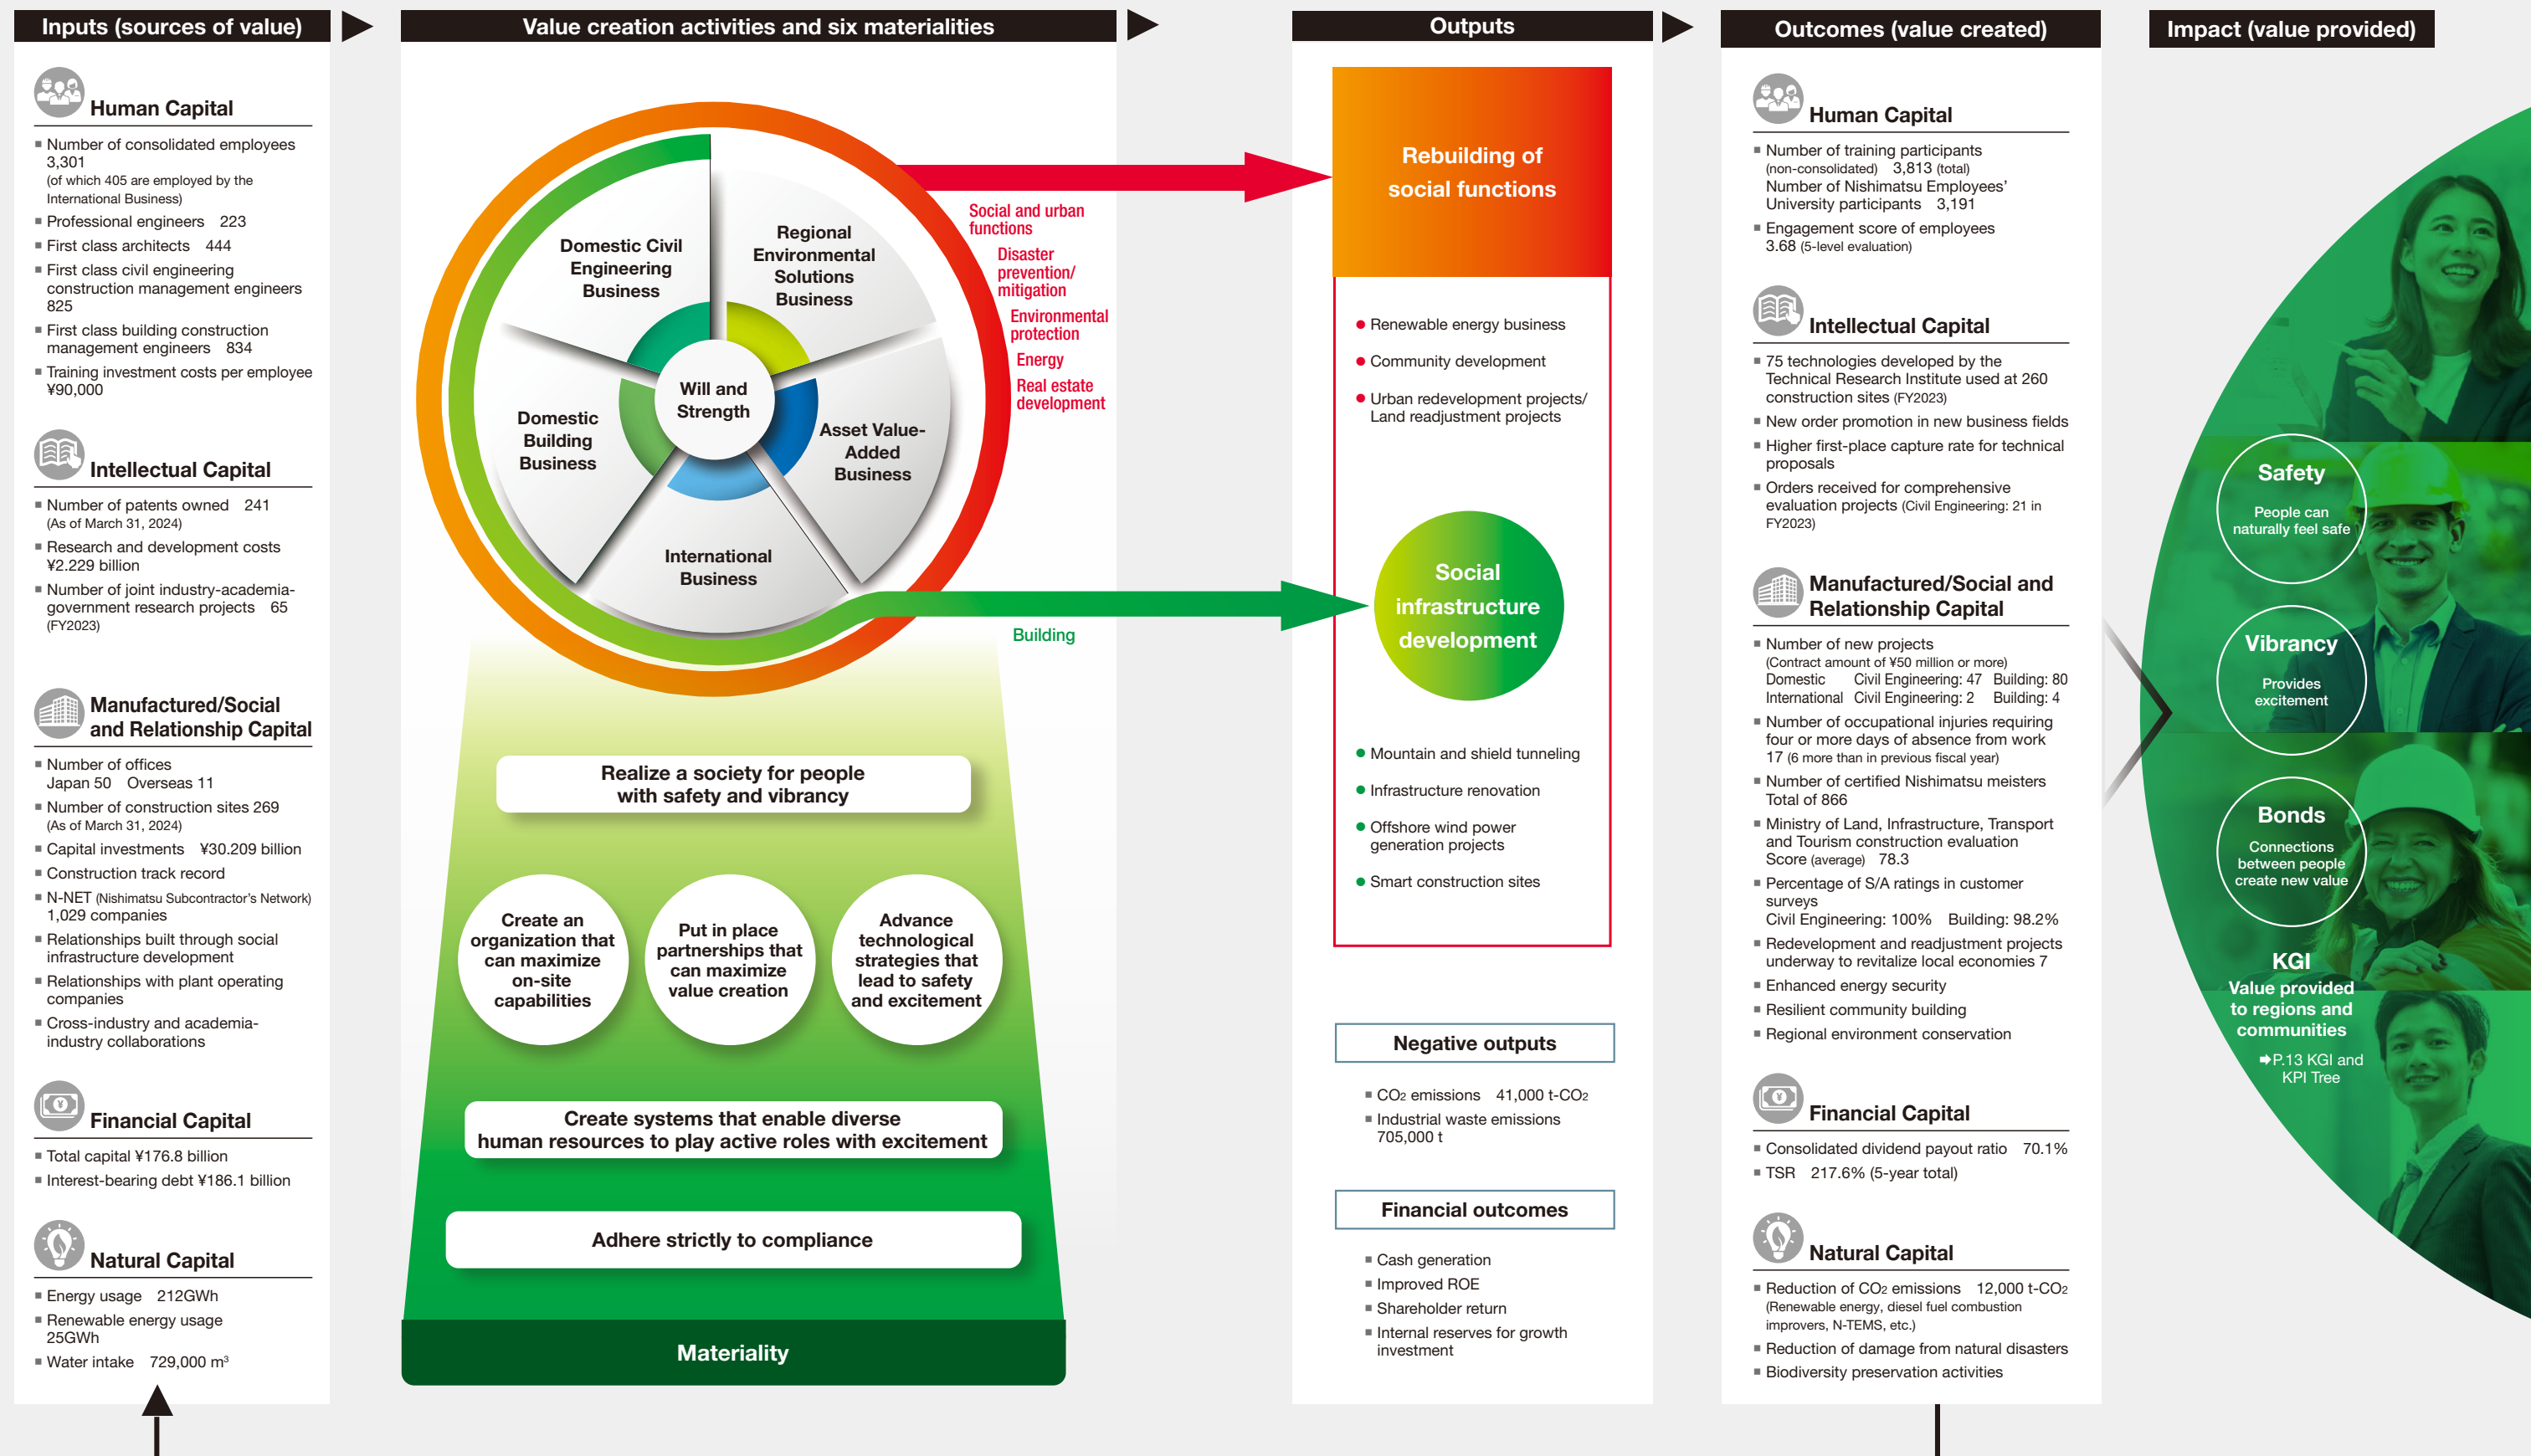 Inputs (sources of value)
Human Capital
Number of consolidated employees
3,301
(of which 405 are employed by the
International Business)
Professional engineers 223
First class architects 444
First class civil engineering
construction management engineers
825
First class building construction
management engineers 834
Training investment costs per employee
¥90,000
Intellectual Capital
Number of patents owned 241
(As of March 31, 2024)
Research and development costs
¥2.229 billion
Number of joint industry-academia-
government research projects 65
(FY2023)
Manufactured/Social
and Relationship Capital
Number of offices
Japan 50 Overseas 11
Number of construction sites 269
(As of March 31, 2024)
Capital investments ¥30.209 billion
Construction track record
N-NET (Nishimatsu Subcontractor's Network)
1,029 companies
Relationships built through social
infrastructure development
Relationships with plant operating
companies
Cross-industry and academia-
industry collaborations
Financial Capital
Total capital ¥176.8 billion
Interest-bearing debt ¥186.1 billion
Natural Capital
Energy usage 212GWh
Renewable energy usage
25GWh
Water intake 729,000 m³
Value creation activities and six materialities
Domestic Civil
Engineering
Business
Regional
Environmental
Solutions
Business
Domestic
Building
Business
Will and
Strength
Asset Value-
Added
Business
International
Business
Social and urban
functions
Disaster
prevention/
mitigation
Environmental
protection
Energy
Real estate
development
Building
Realize a society for people
with safety and vibrancy
Create an
organization that
can maximize
on-site
capabilities
Put in place
partnerships that
can maximize
value creation
Advance
technological
strategies that
lead to safety
and excitement
Create systems that enable diverse
human resources to play active roles with excitement
Adhere strictly to compliance
Materiality
Outputs
Rebuilding of
social functions
Renewable energy business
Community development
Urban redevelopment projects/
Land readjustment projects
Social
infrastructure
development
Mountain and shield tunneling
Infrastructure renovation
Offshore wind power
generation projects
Smart construction sites
Negative outputs
CO₂ emissions 41,000 t-CO₂
Industrial waste emissions
705,000 t
Financial outcomes
Cash generation
Improved ROE
Shareholder return
Internal reserves for growth
investment
Outcomes (value created)
Human Capital
Number of training participants
(non-consolidated) 3,813 (total)
Number of Nishimatsu Employees'
University participants 3,191
Engagement score of employees
3.68 (5-level evaluation)
Intellectual Capital
75 technologies developed by the
Technical Research Institute used at 260
construction sites (FY2023)
New order promotion in new business fields
Higher first-place capture rate for technical
proposals
Orders received for comprehensive
evaluation projects (Civil Engineering: 21 in
FY2023)
Manufactured/Social and
Relationship Capital
Number of new projects
(Contract amount of ¥50 million or more)
Domestic Civil Engineering: 47 Building: 80
International Civil Engineering: 2 Building: 4
Number of occupational injuries requiring
four or more days of absence from work
17 (6 more than in previous fiscal year)
Number of certified Nishimatsu meisters
Total of 866
Ministry of Land, Infrastructure, Transport
and Tourism construction evaluation
Score (average) 78.3
Percentage of S/A ratings in customer
surveys
Civil Engineering: 100% Building: 98.2%
Redevelopment and readjustment projects
underway to revitalize local economies 7
Enhanced energy security
Resilient community building
Regional environment conservation
Financial Capital
Consolidated dividend payout ratio 70.1%
TSR 217.6% (5-year total)
Natural Capital
Reduction of CO₂ emissions 12,000 t-CO₂
(Renewable energy, diesel fuel combustion
improvers, N-TEMS, etc.)
Reduction of damage from natural disasters
Biodiversity preservation activities
Impact (value provided)
Safety
People can
naturally feel safe
Vibrancy
Provides
excitement
Bonds
Connections
between people
create new value
KGI
Value provided
to regions and
communities
P.13 KGI and
KPI Tree